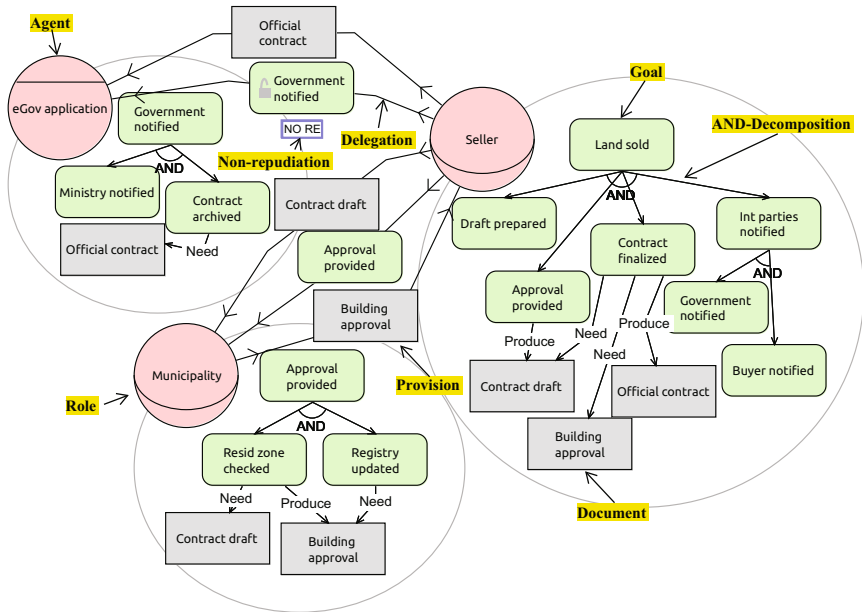 Agent
Official
contract
Government
notified
eGov application
Government
notified
NO RE
Delegation
Non-repudiation
Seller
Goal
AND-Decomposition
Land sold
AND
Ministry notified
Contract
archived
AND
Contract draft
Draft prepared
Contract
finalized
Int parties
notified
Official contract
Need
Approval
provided
AND
Approval
provided
Government
notified
Building
approval
Produce
Need
Produce
Need
Municipality
Approval
provided
Provision
Contract draft
Official contract
Buyer notified
Role
AND
Resid zone
checked
Registry
updated
Building
approval
Need
Produce
Need
Document
Contract draft
Building
approval